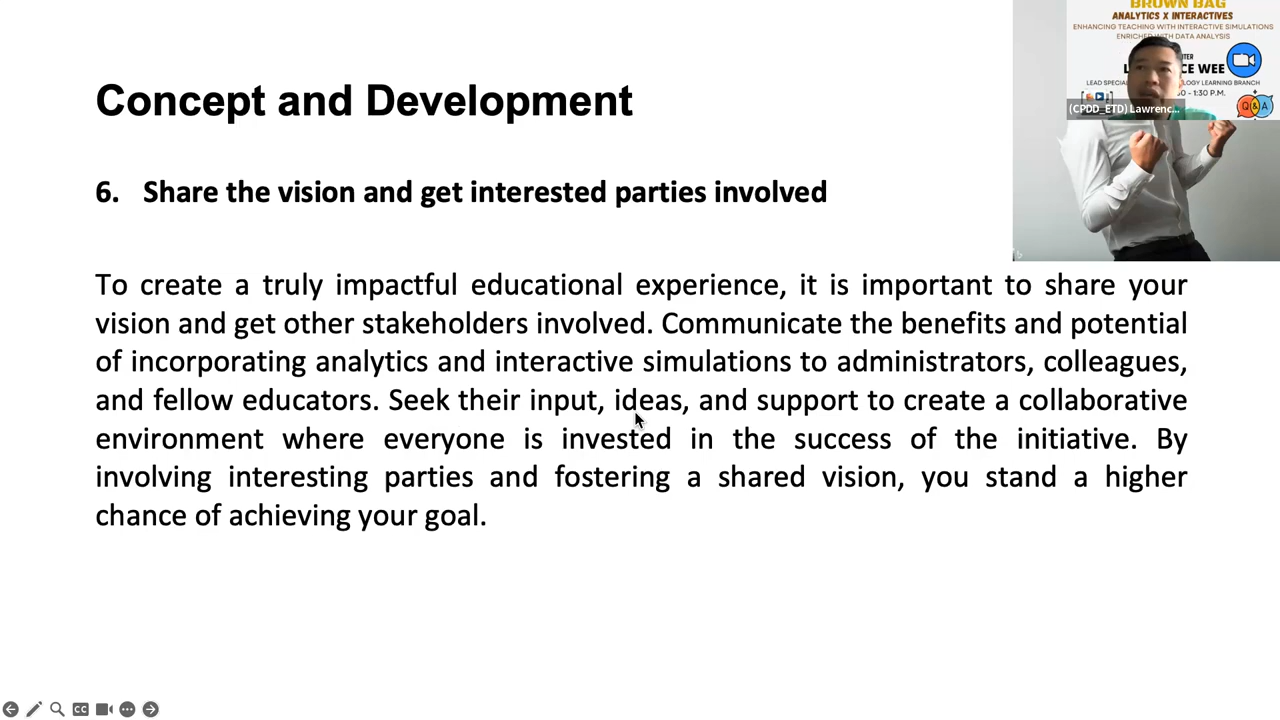 BROWN BAG
ANALYTICS X INTERACTIVES
ENHANCING TEACHING WITH INTERACTIVE SIMULATIONS
ENRICHED WITH DATA ANALYSIS
L CE WEE
LEAD SPECIAL LOGY LEARNING BRANCH
0 - 1:30 P.M.
Q&A
(CPDD_ETD) Lawrenc...
Concept and Development
6. Share the vision and get interested parties involved
To create a truly impactful educational experience, it is important to share your
vision and get other stakeholders involved. Communicate the benefits and potential
of incorporating analytics and interactive simulations to administrators, colleagues,
and fellow educators. Seek their input, ideas, and support to create a collaborative
environment where everyone is invested in the success of the initiative. By
involving interesting parties and fostering a shared vision, you stand a higher
chance of achieving your goal.
CC